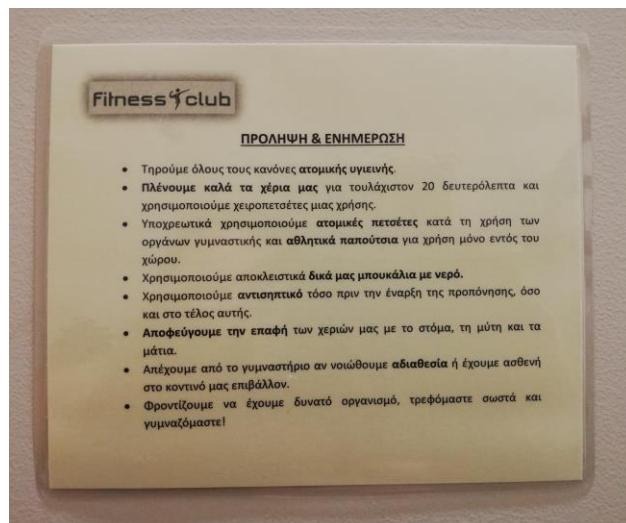 Fitness club
ΠΡΟΛΗΨΗ & ΕΝΗΜΕΡΩΣΗ
• Τηρούμε όλους τους κανόνες ατομικής υγιεινής.
• Πλένουμε καλά τα χέρια μας για τουλάχιστον 20 δευτερόλεπτα και
χρησιμοποιούμε χειροπετσέτες μιας χρήσης.
• Υποχρεωτικά χρησιμοποιούμε ατομικές πετσέτες κατά τη χρήση των
οργάνων γυμναστικής και αθλητικά παπούτσια για χρήση μόνο εντός του
χώρου.
• Χρησιμοποιούμε αποκλειστικά δικά μας μπουκάλια με νερό.
• Χρησιμοποιούμε αντισηπτικό τόσο πριν την έναρξη της προπόνησης, όσο
και στο τέλος αυτής.
• Αποφεύγουμε την επαφή των χεριών μας με το στόμα, τη μύτη και τα
μάτια.
• Απέχουμε από το γυμναστήριο αν νοιώθουμε αδιαθεσία ή έχουμε ασθενή
στο κοντινό μας επιβάλλον.
• Φροντίζουμε να έχουμε δυνατό οργανισμό, τρεφόμαστε σωστά και
γυμναζόμαστε!